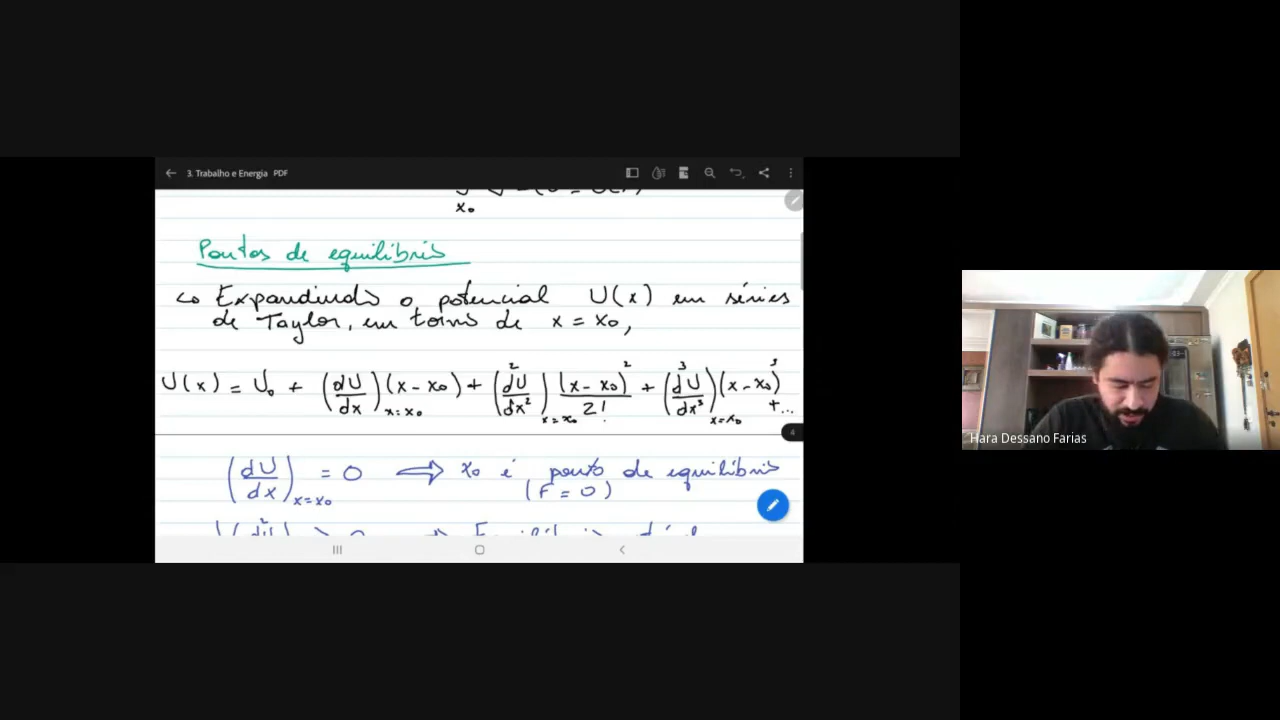 3. Trabalho e Energia PDF
x₀
Pontos de equilíbrio
↪ Expandindo o potencial U(x) em séries
de Taylor, em torno de x = x₀,
U(x) = U₀ + (dU/dx)ₓ₌ₓ₀ (x - x₀) + (d²U/dx²)ₓ₌ₓ₀ (x - x₀)²/2! + (d³U/dx³)ₓ₌ₓ₀ (x - x₀)³
+ ...
4
(dU/dx)ₓ₌ₓ₀ = 0 ⟹ x₀ é ponto de equilíbrio
(F = 0)
Hara Dessano Farias